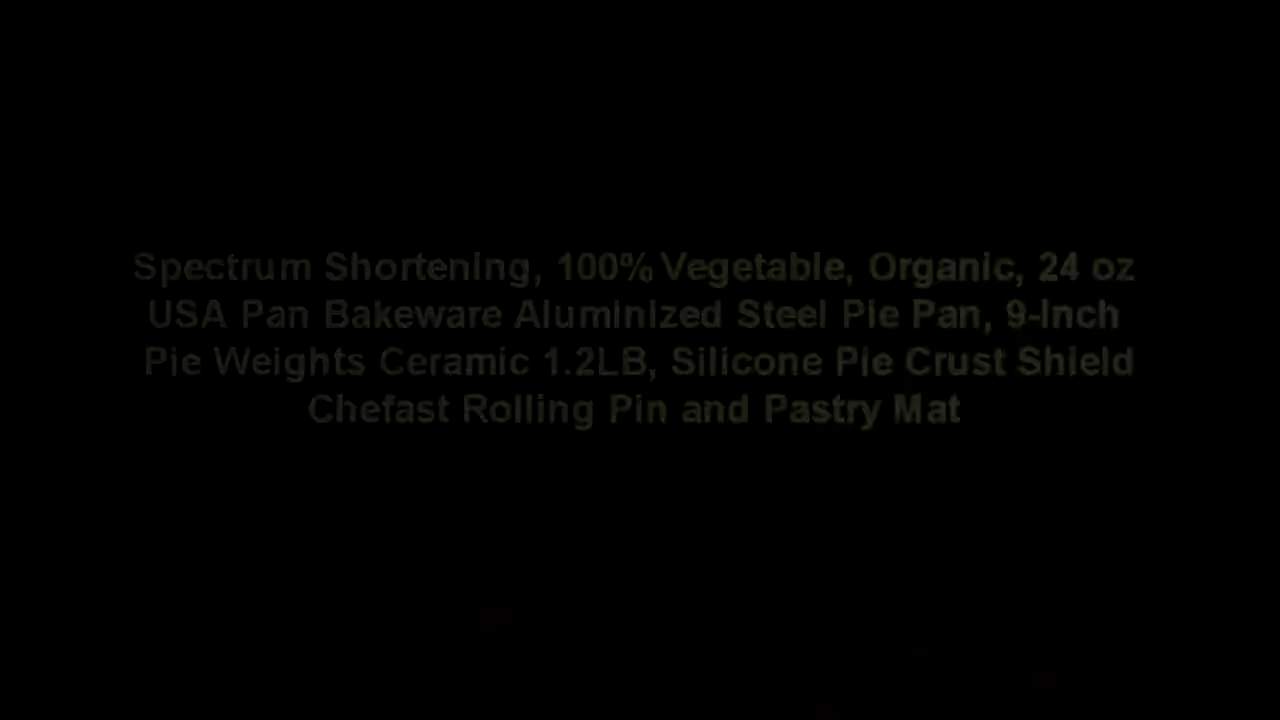 Spectrum Shortening, 100% Vegetable, Organic, 24 oz
USA Pan Bakeware Aluminized Steel Pie Pan, 9-Inch
Pie Weights Ceramic 1.2LB, Silicone Pie Crust Shield
Chefast Rolling Pin and Pastry Mat